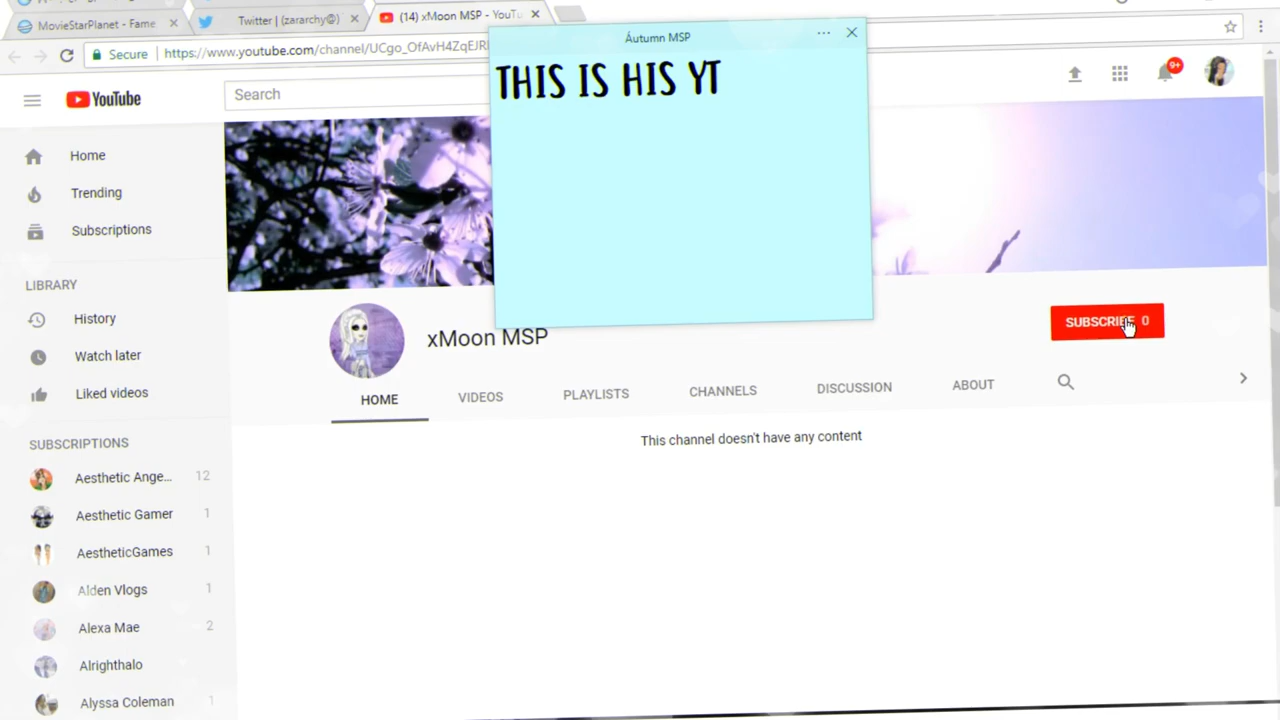 MovieStarPlanet - Fame
Twitter | (zararchy@)
(14) xMoon MSP - YouTu
Secure
https://www.youtube.com/channel/UCgo_OfAvH4ZqEJR
Áutumn MSP
THIS IS HIS YT
YouTube
Search
9+
Home
Trending
Subscriptions
LIBRARY
History
Watch later
Liked videos
SUBSCRIPTIONS
Aesthetic Ange... 12
Aesthetic Gamer 1
AestheticGames 1
Alden Vlogs 1
Alexa Mae 2
Alrighthalo
Alyssa Coleman 1
xMoon MSP
SUBSCRIBE 0
HOME VIDEOS PLAYLISTS CHANNELS DISCUSSION ABOUT
This channel doesn't have any content